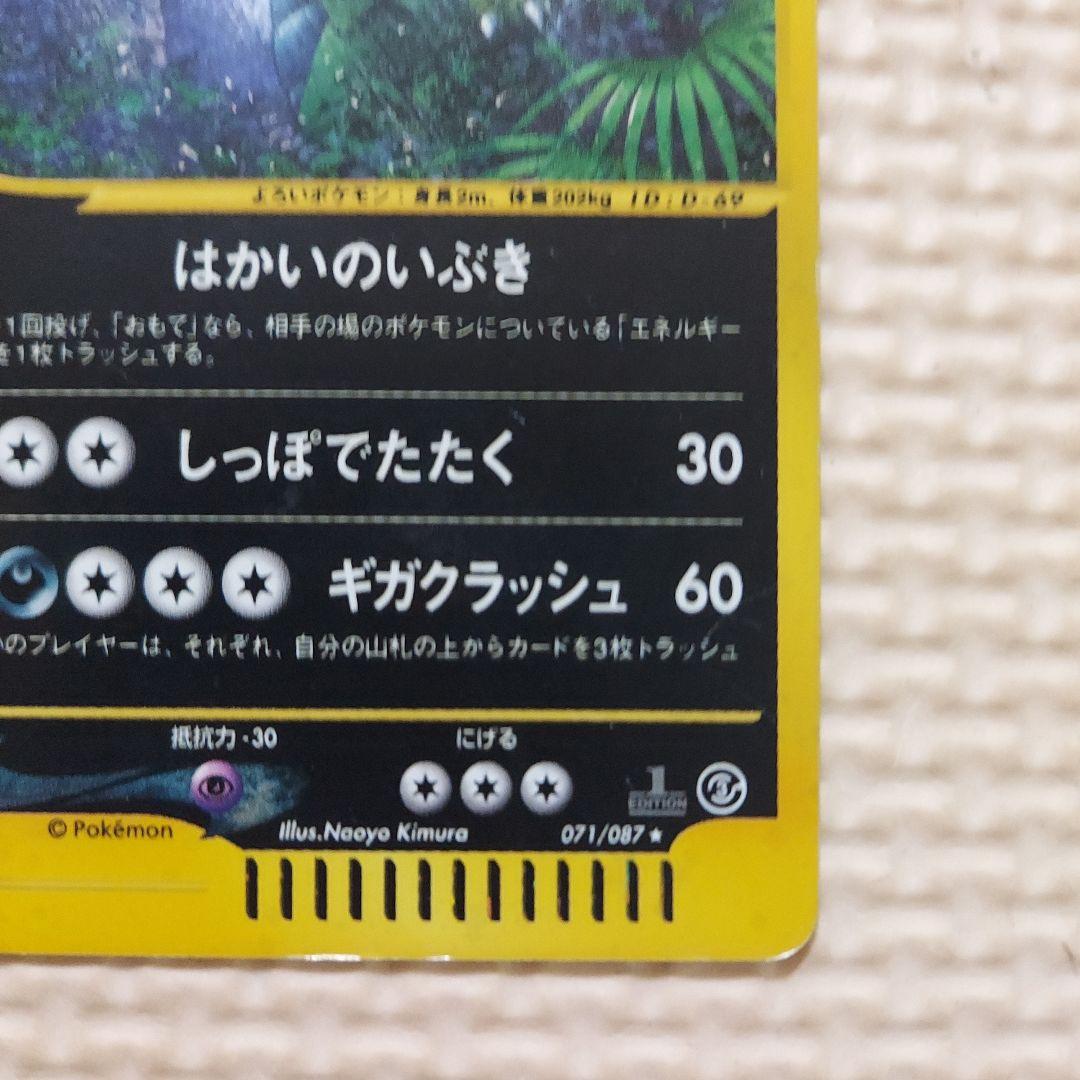 よろいポケモン：身長2m、体重202kg ID：D-69
はかいのいぶき
1回投げ、「おもて」なら、相手の場のポケモンについている「エネルギー
を1枚トラッシュする。
しっぽでたたく 30
ギガクラッシュ 60
いのプレイヤーは、それぞれ、自分の山札の上からカードを3枚トラッシュ
抵抗力 -30 にげる
1 EDITION
© Pokémon Illus.Naoyo Kimura 071/087 ★